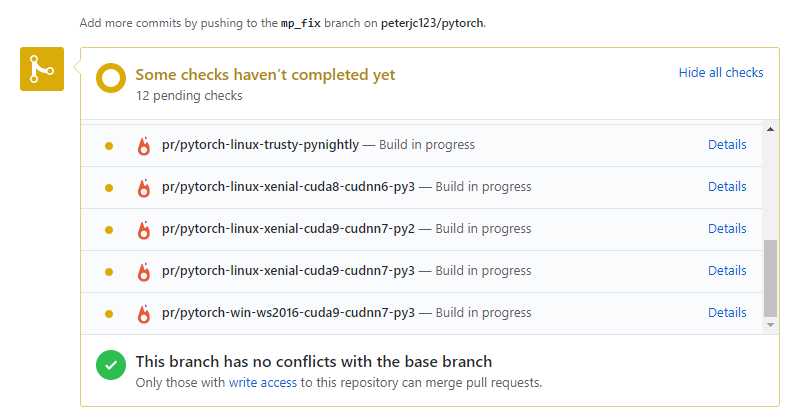 Add more commits by pushing to the mp_fix branch on peterjc123/pytorch.
Some checks haven't completed yet
Hide all checks
12 pending checks
pr/pytorch-linux-trusty-pynightly — Build in progress Details
pr/pytorch-linux-xenial-cuda8-cudnn6-py3 — Build in progress Details
pr/pytorch-linux-xenial-cuda9-cudnn7-py2 — Build in progress Details
pr/pytorch-linux-xenial-cuda9-cudnn7-py3 — Build in progress Details
pr/pytorch-win-ws2016-cuda9-cudnn7-py3 — Build in progress Details
This branch has no conflicts with the base branch
Only those with write access to this repository can merge pull requests.